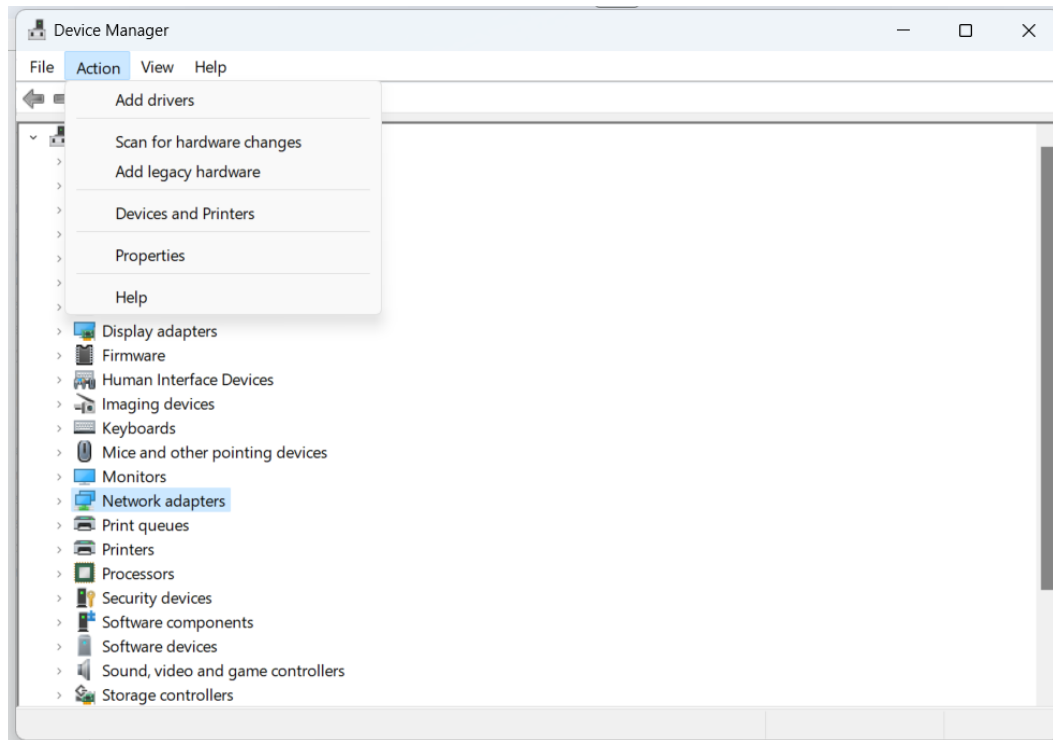 Device Manager
File Action View Help
Add drivers
Scan for hardware changes
Add legacy hardware
Devices and Printers
Properties
Help
Display adapters
Firmware
Human Interface Devices
Imaging devices
Keyboards
Mice and other pointing devices
Monitors
Network adapters
Print queues
Printers
Processors
Security devices
Software components
Software devices
Sound, video and game controllers
Storage controllers